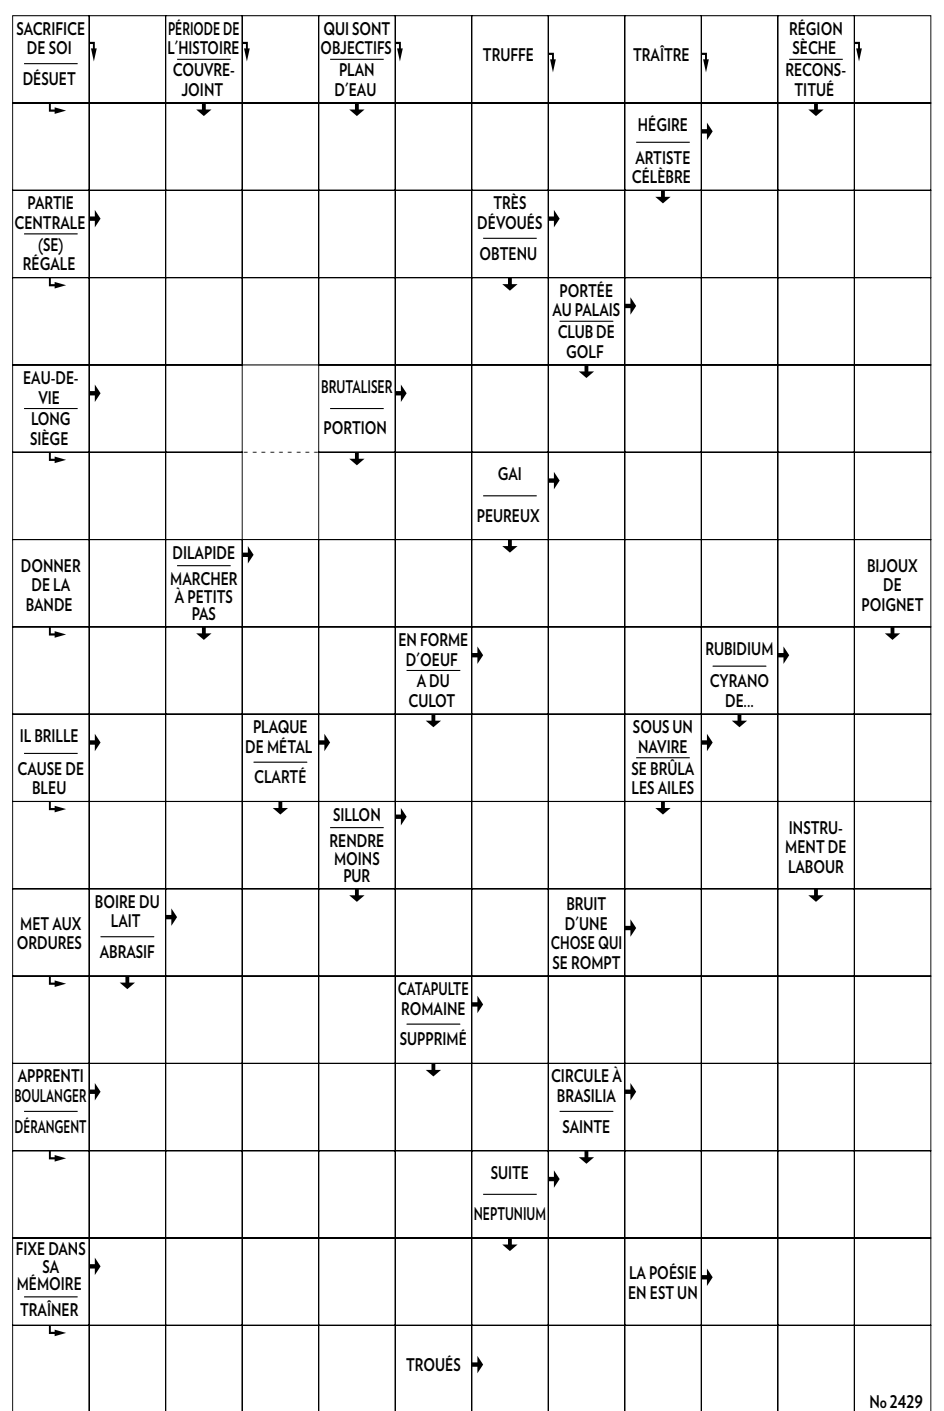 SACRIFICE
DE SOI
DÉSUET
PÉRIODE DE
L'HISTOIRE
COUVRE-
JOINT
QUI SONT
OBJECTIFS
PLAN
D'EAU
TRUFFE
TRAÎTRE
RÉGION
SÈCHE
RECONS-
TITUÉ
HÉGIRE
ARTISTE
CÉLÈBRE
PARTIE
CENTRALE
(SE)
RÉGALE
TRÈS
DÉVOUÉS
OBTENU
PORTÉE
AU PALAIS
CLUB DE
GOLF
EAU-DE-
VIE
LONG
SIÈGE
BRUTALISER
PORTION
GAI
PEUREUX
DONNER
DE LA
BANDE
DILAPIDE
MARCHER
À PETITS
PAS
BIJOUX
DE
POIGNET
EN FORME
D'OEUF
A DU
CULOT
RUBIDIUM
CYRANO
DE...
IL BRILLE
CAUSE DE
BLEU
PLAQUE
DE MÉTAL
CLARTÉ
SOUS UN
NAVIRE
SE BRÛLA
LES AILES
SILLON
RENDRE
MOINS
PUR
INSTRU-
MENT DE
LABOUR
MET AUX
ORDURES
BOIRE DU
LAIT
ABRASIF
BRUIT
D'UNE
CHOSE QUI
SE ROMPT
CATAPULTE
ROMAINE
SUPPRIMÉ
APPRENTI
BOULANGER
DÉRANGENT
CIRCULE À
BRASILIA
SAINTE
SUITE
NEPTUNIUM
FIXE DANS
SA
MÉMOIRE
TRAÎNER
LA POÉSIE
EN EST UN
TROUÉS
No 2429